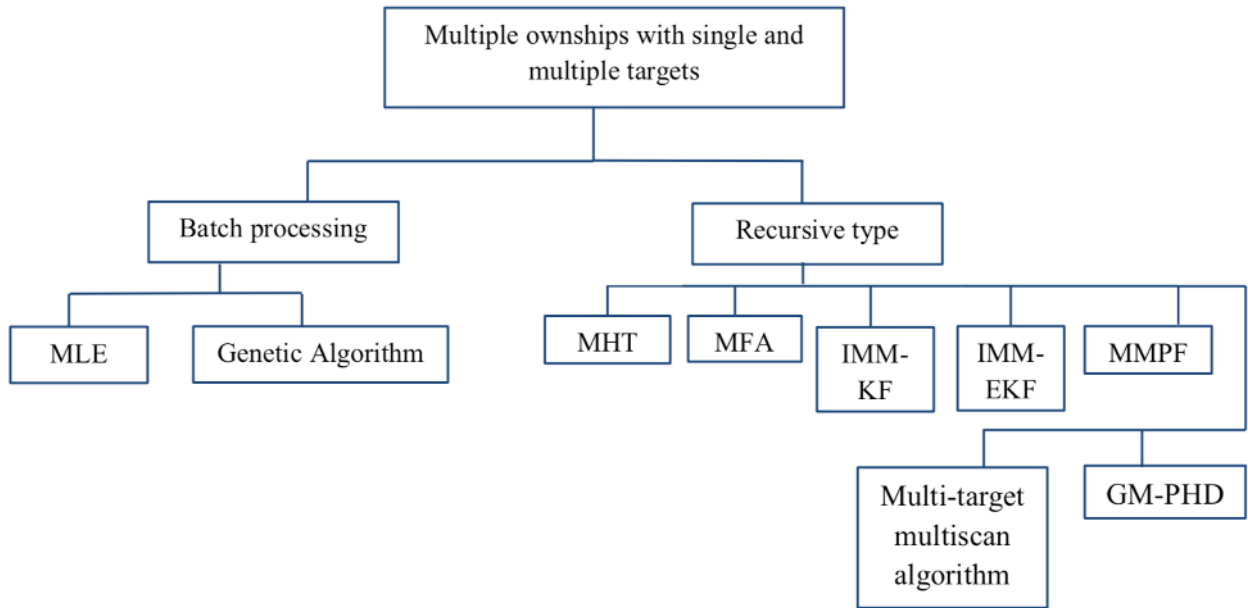 Multiple ownships with single and
multiple targets
Batch processing
Recursive type
MLE
Genetic Algorithm
MHT
MFA
IMM-
KF
IMM-
EKF
MMPF
Multi-target
multiscan
algorithm
GM-PHD